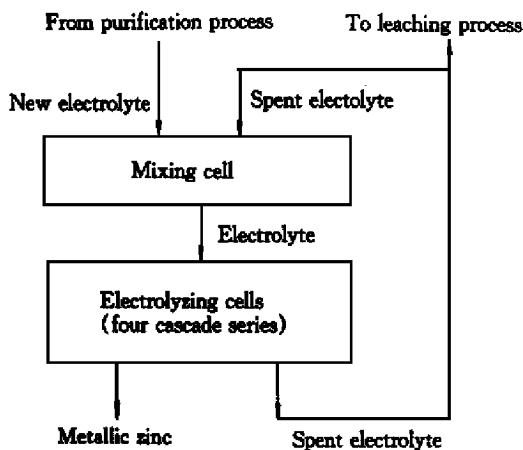 From purification process
To leaching process
New electrolyte
Spent electolyte
Mixing cell
Electrolyte
Electrolyzing cells
(four cascade series)
Metallic zinc
Spent electrolyte